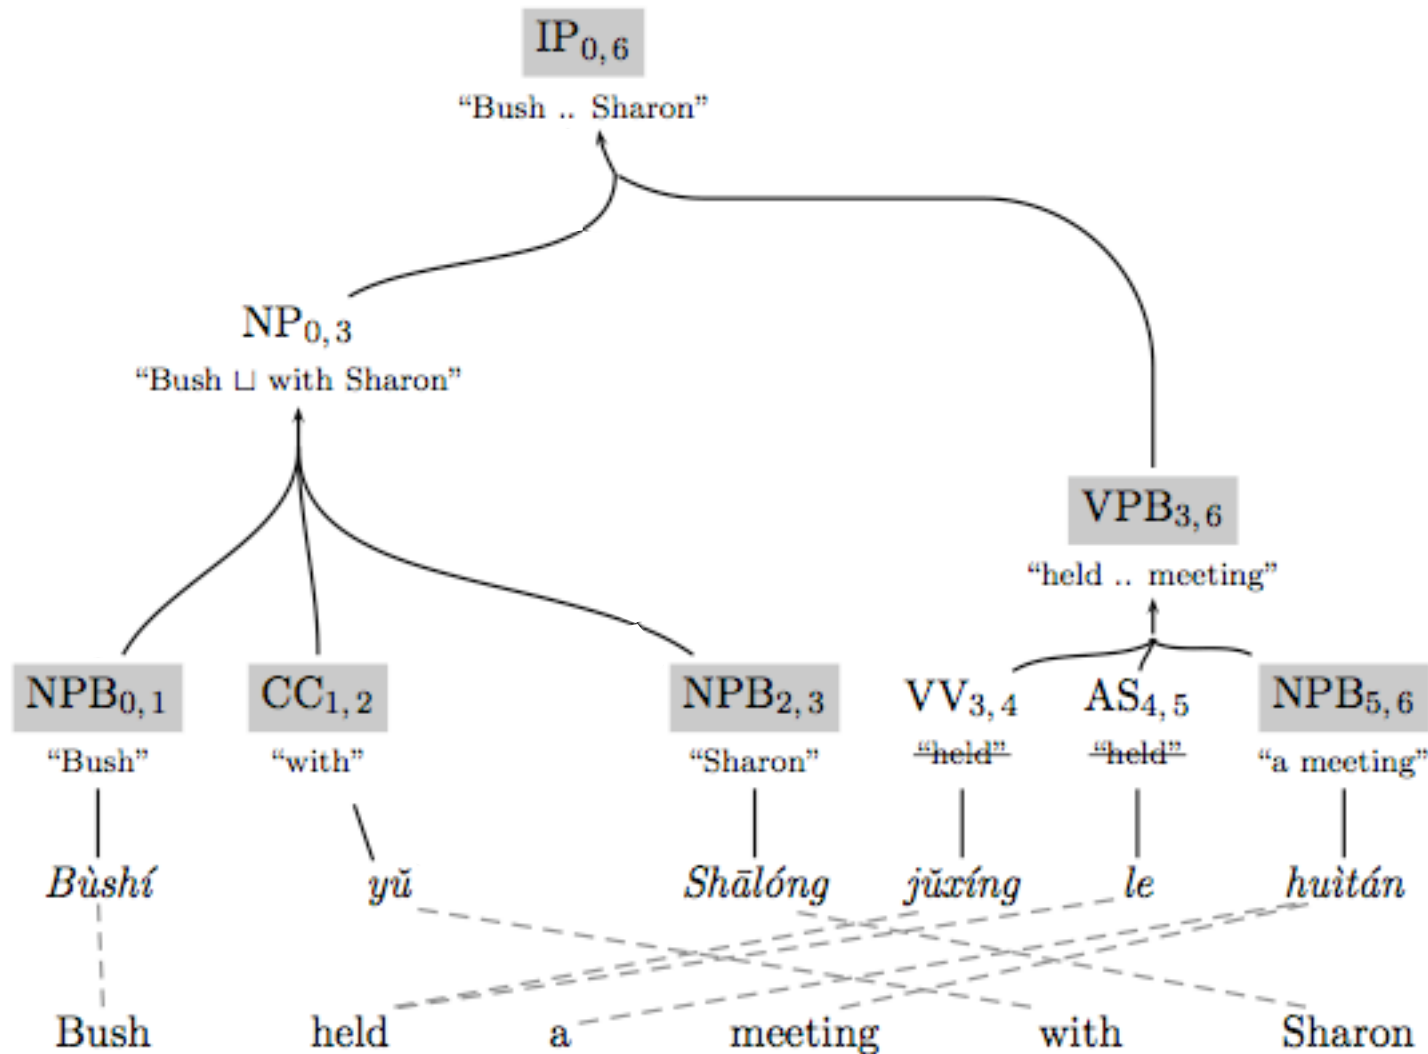 IP0, 6
“Bush .. Sharon”
NP0, 3
“Bush ⊔ with Sharon”
VPB3, 6
“held .. meeting”
NPB0, 1 CC1, 2 NPB2, 3 VV3, 4 AS4, 5 NPB5, 6
“Bush” “with” “Sharon” “held” “held” “a meeting”
Bùshí yǔ Shālóng jǔxíng le huìtán
Bush held a meeting with Sharon